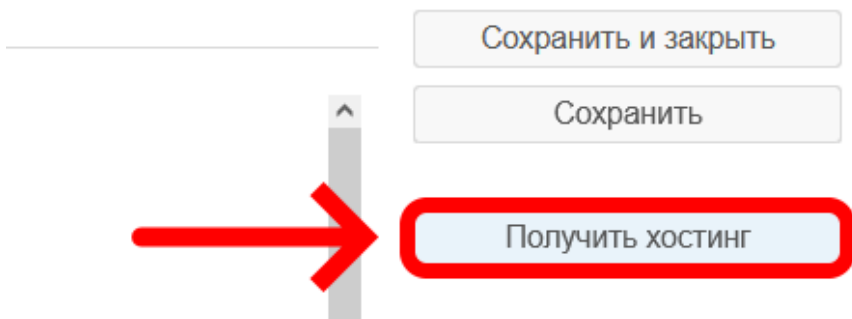 Сохранить и закрыть
Сохранить
Получить хостинг